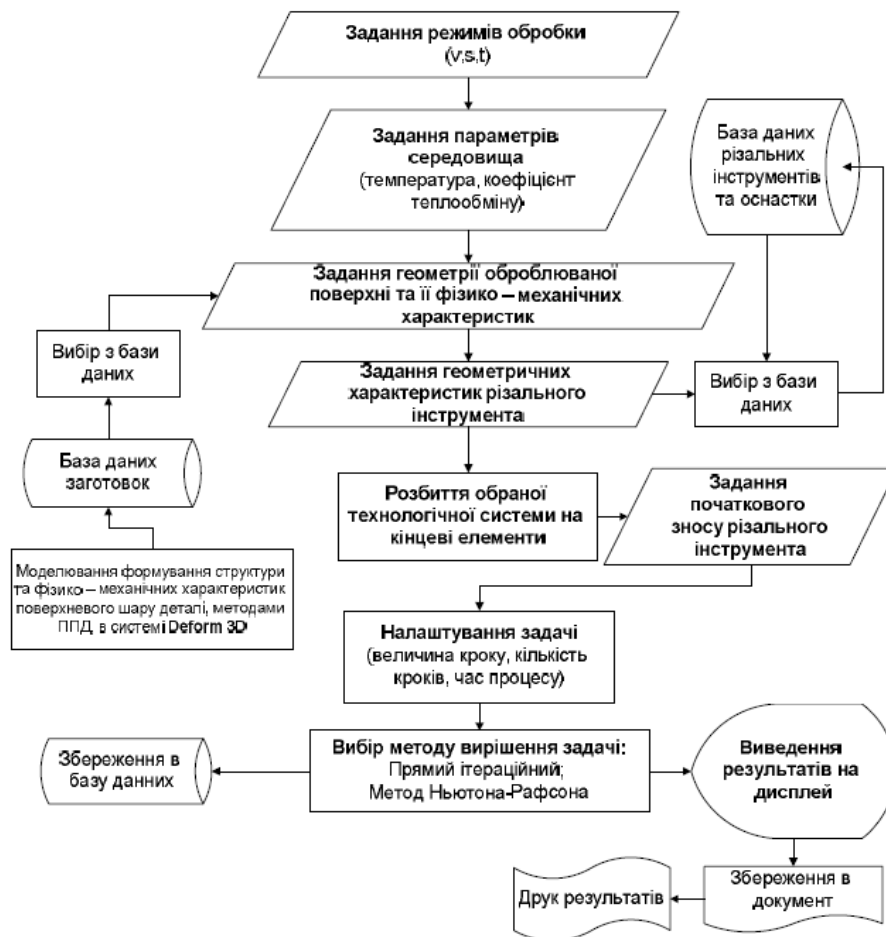 Задання режимів обробки
(v,s,t)
Задання параметрів
середовища
(температура, коефіцієнт
теплообміну)
База даних
різальних
інструментів
та оснастки
Задання геометрії оброблюваної
поверхні та її фізико – механічних
характеристик
Вибір з бази
даних
Задання геометричних
характеристик різального
інструмента
Вибір з бази
даних
База даних
заготовок
Розбиття обраної
технологічної системи на
кінцеві елементи
Задання
початкового
зносу різального
інструмента
Моделювання формування структури
та фізико – механічних характеристик
поверхневого шару деталі, методами
ППД, в системі Deform 3D
Налаштування задачі
(величина кроку, кількість
кроків, час процесу)
Збереження в
базу данних
Вибір методу вирішення задачі:
Прямий ітераційний;
Метод Ньютона-Рафсона
Виведення
результатів на
дисплей
Друк результатів
Збереження в
документ